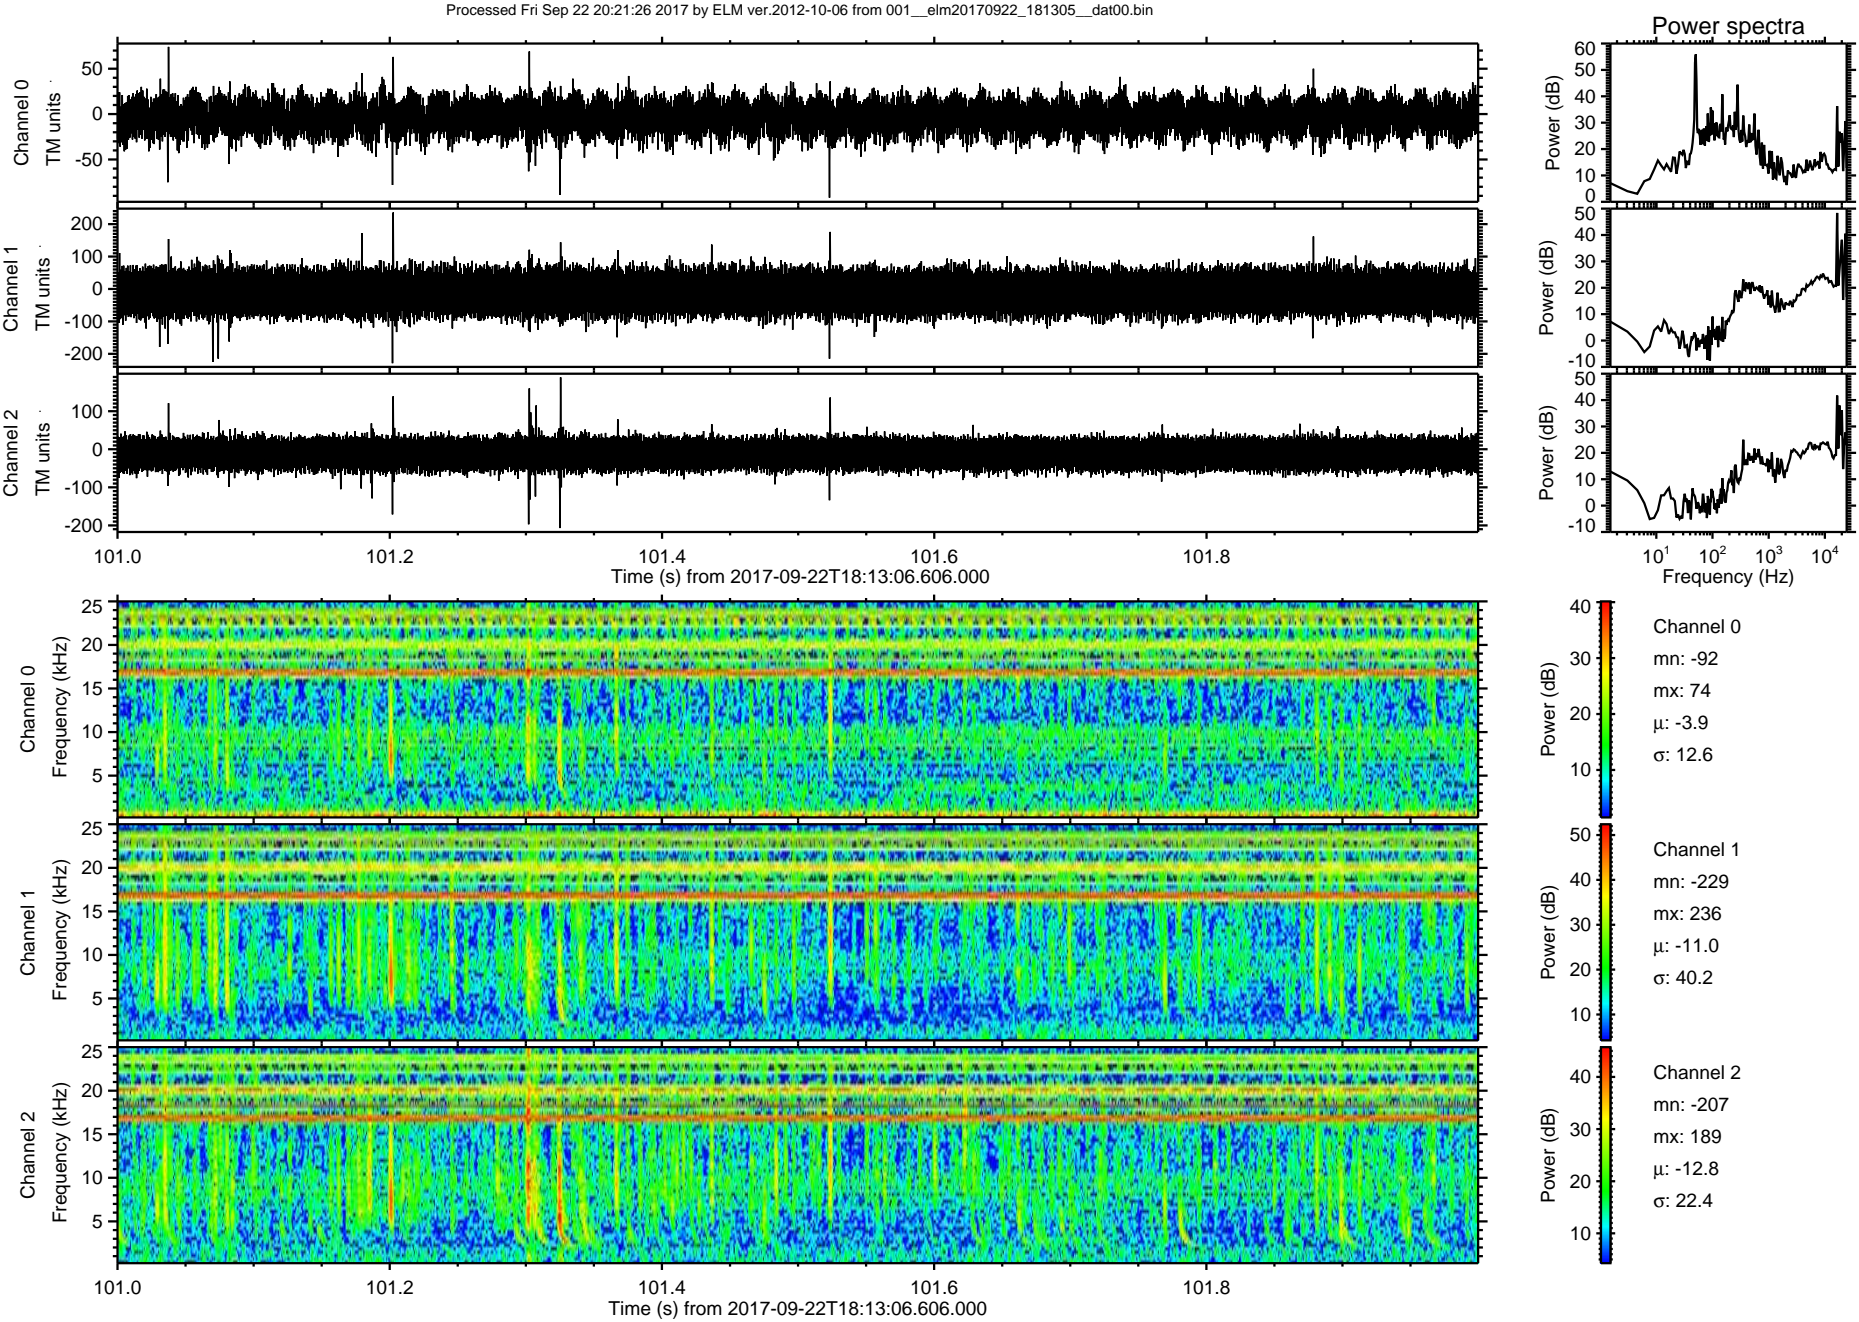 Processed Fri Sep 22 20:21:26 2017 by ELM ver.2012-10-06 from 001__elm20170922_181305__dat00.bin
Power spectra
Channel 0
TM units
50
0
-50
Power (dB)
60
50
40
30
20
10
0
Channel 1
TM units
200
100
0
-100
-200
Power (dB)
50
40
30
20
10
0
-10
Channel 2
TM units
100
0
-100
-200
Power (dB)
50
40
30
20
10
0
-10
101.0 101.2 101.4 101.6 101.8
Time (s) from 2017-09-22T18:13:06.606.000
10¹ 10² 10³ 10⁴
Frequency (Hz)
Channel 0
Frequency (kHz)
25
20
15
10
5
Power (dB)
40
30
20
10
Channel 0
mn: -92
mx: 74
μ: -3.9
σ: 12.6
Channel 1
Frequency (kHz)
25
20
15
10
5
Power (dB)
50
40
30
20
10
Channel 1
mn: -229
mx: 236
μ: -11.0
σ: 40.2
Channel 2
Frequency (kHz)
25
20
15
10
5
Power (dB)
40
30
20
10
Channel 2
mn: -207
mx: 189
μ: -12.8
σ: 22.4
101.0 101.2 101.4 101.6 101.8
Time (s) from 2017-09-22T18:13:06.606.000